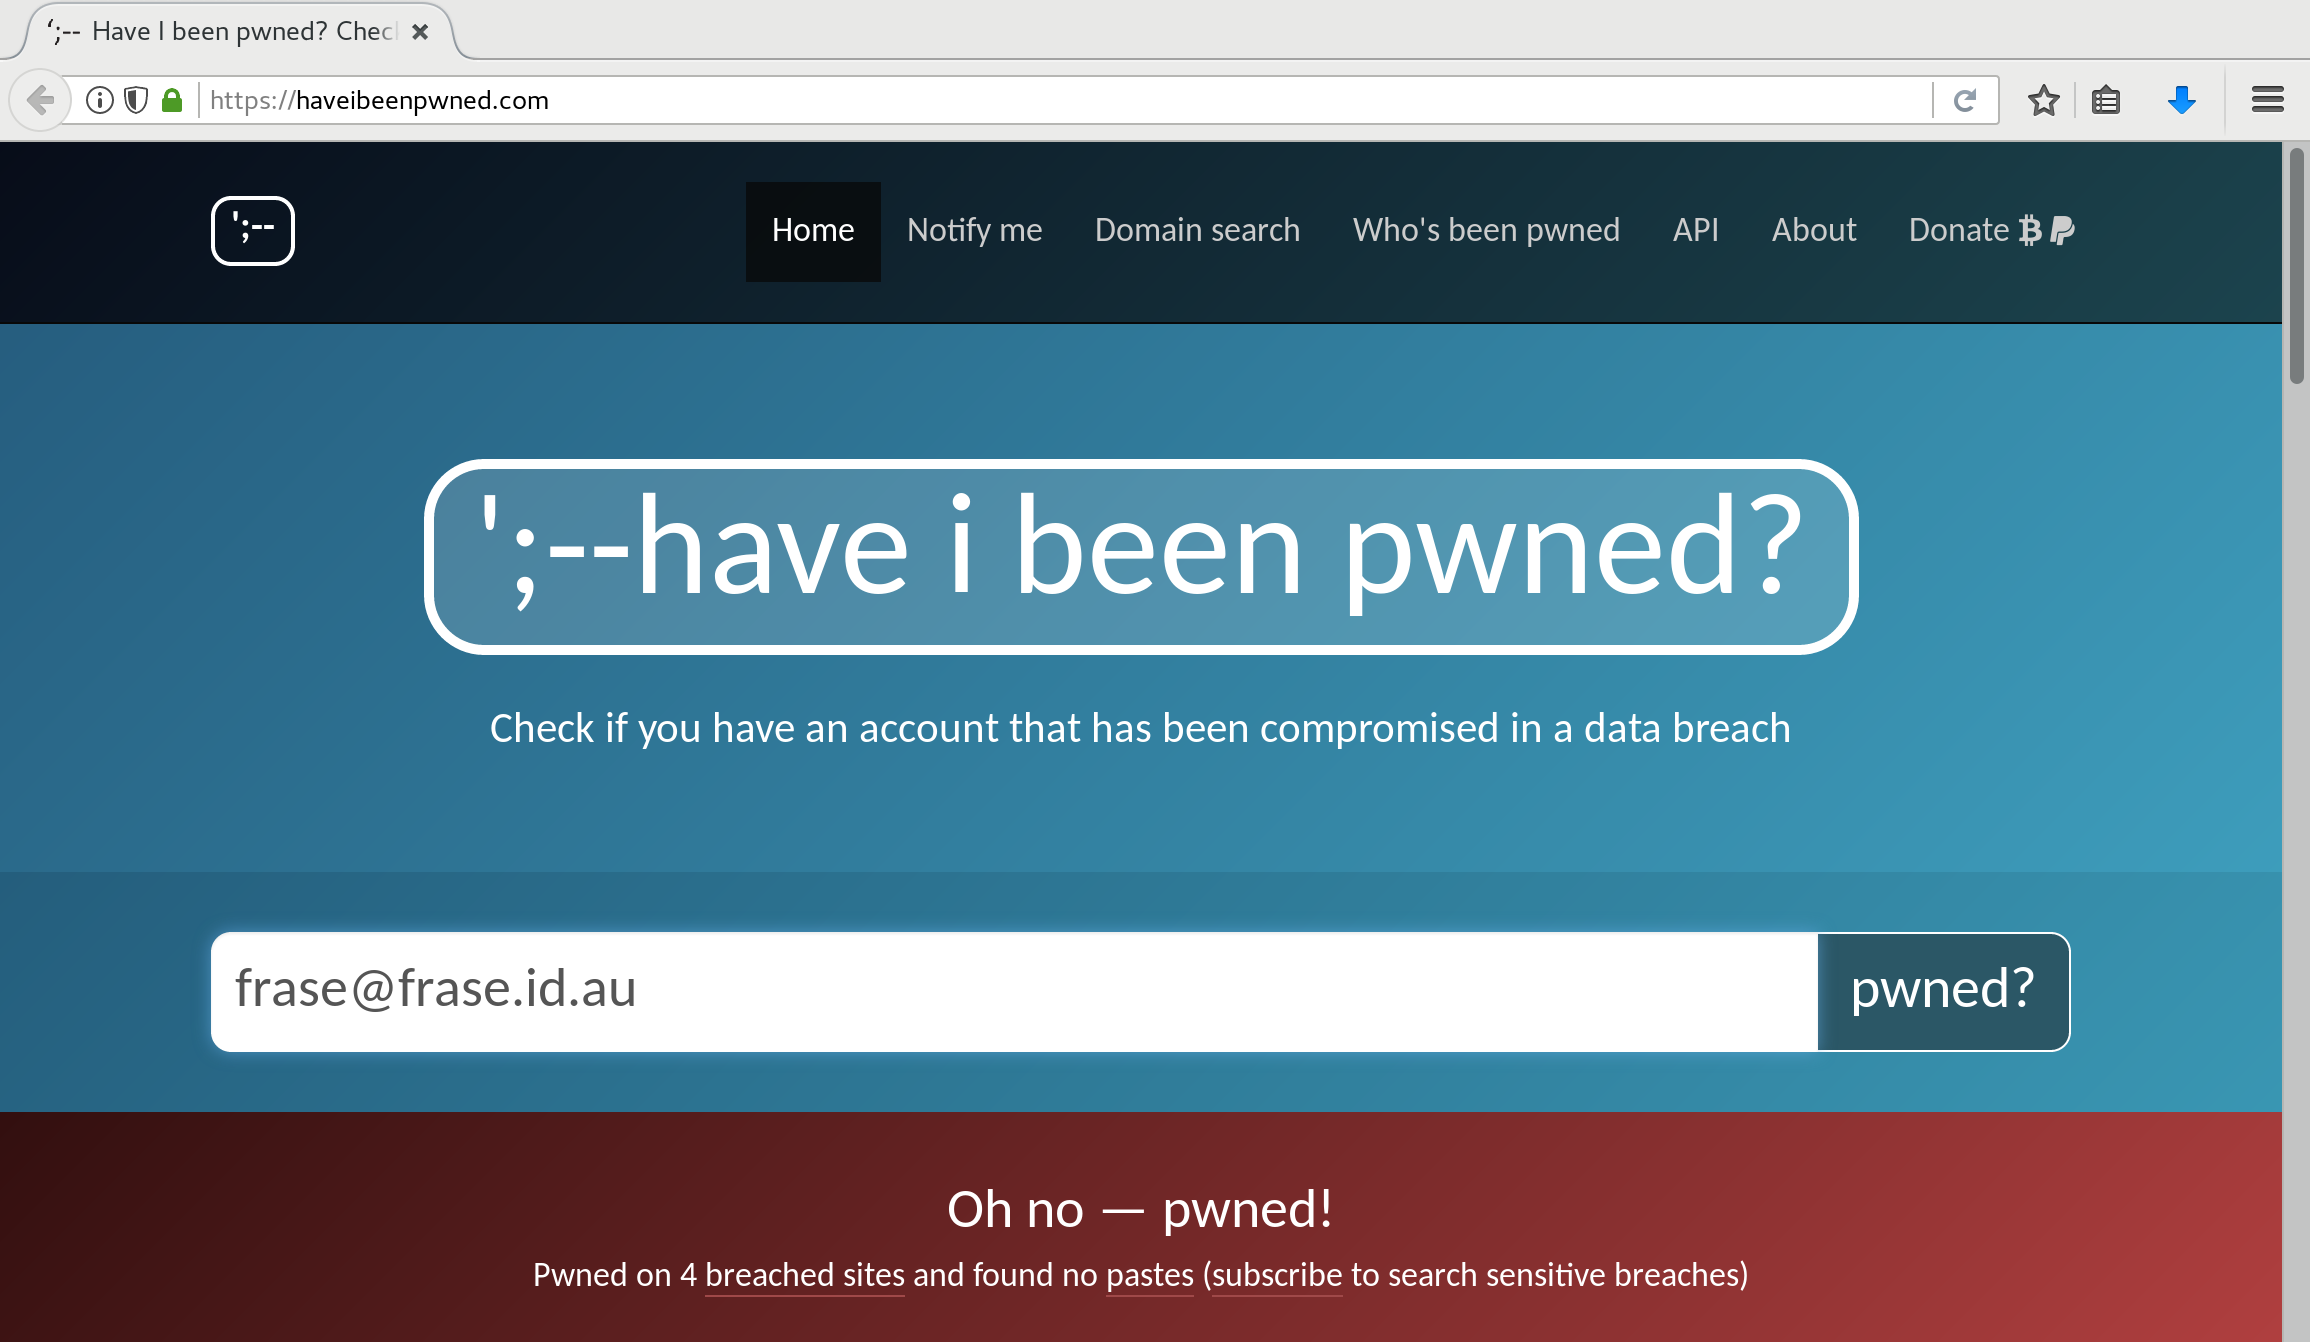 ';-- Have I been pwned? Chec
https://haveibeenpwned.com
';--
Home Notify me Domain search Who's been pwned API About Donate
';--have i been pwned?
Check if you have an account that has been compromised in a data breach
frase@frase.id.au pwned?
Oh no — pwned!
Pwned on 4 breached sites and found no pastes (subscribe to search sensitive breaches)